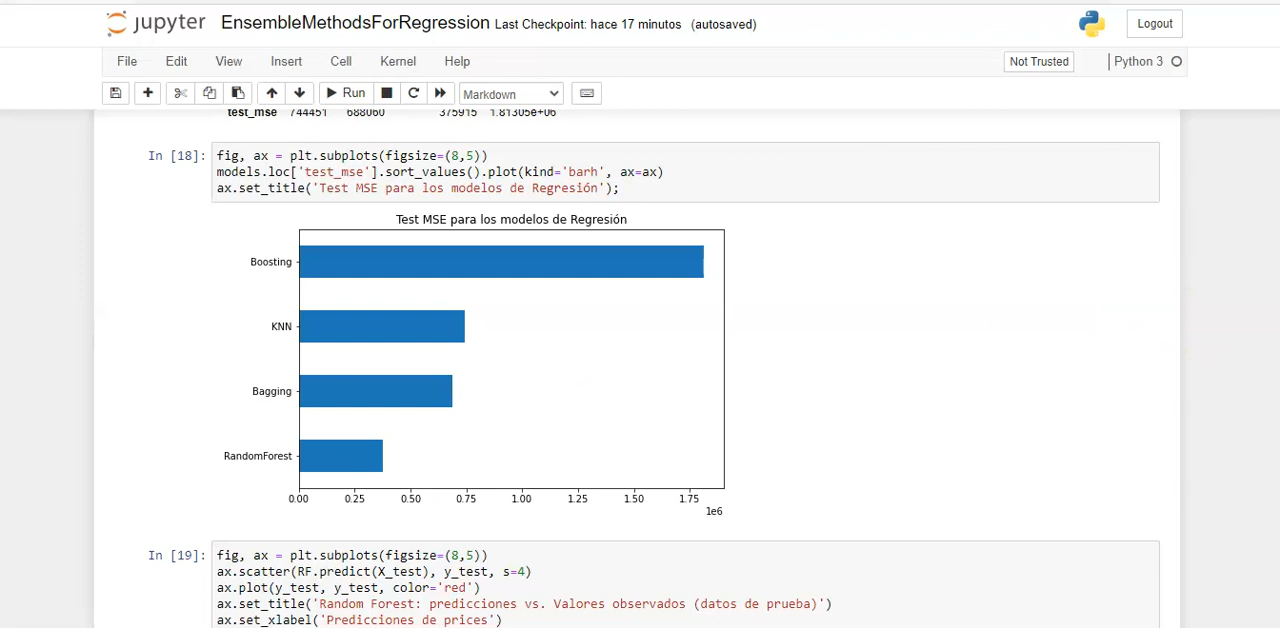 jupyter EnsembleMethodsForRegression Last Checkpoint: hace 17 minutos (autosaved) Logout
File Edit View Insert Cell Kernel Help Not Trusted Python 3
Run Markdown
test_mse 744451 688060 375915 1.81305e+06
In [18]: fig, ax = plt.subplots(figsize=(8,5))
models.loc['test_mse'].sort_values().plot(kind='barh', ax=ax)
ax.set_title('Test MSE para los modelos de Regresión');
Test MSE para los modelos de Regresión
Boosting
KNN
Bagging
RandomForest
0.00 0.25 0.50 0.75 1.00 1.25 1.50 1.75
1e6
In [19]: fig, ax = plt.subplots(figsize=(8,5))
ax.scatter(RF.predict(X_test), y_test, s=4)
ax.plot(y_test, y_test, color='red')
ax.set_title('Random Forest: predicciones vs. Valores observados (datos de prueba)')
ax.set_xlabel('Predicciones de prices')